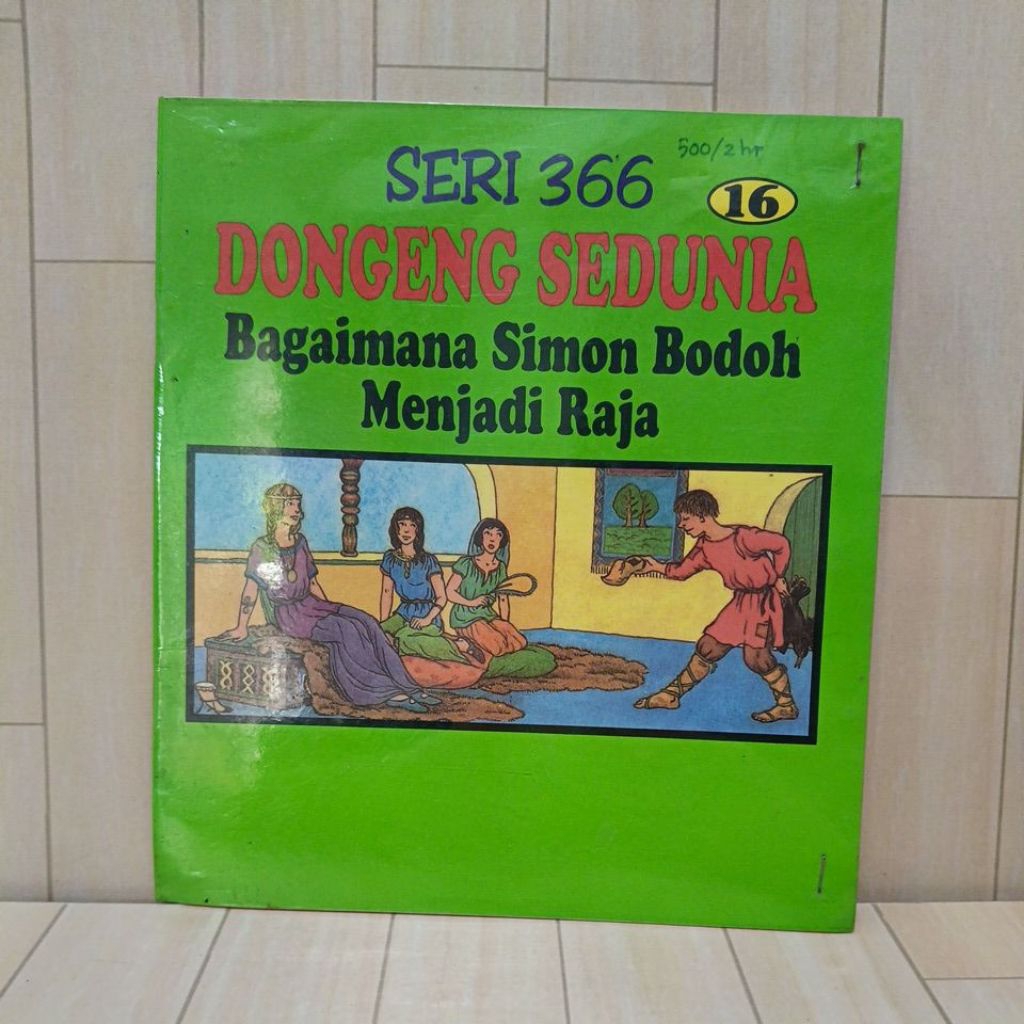 500/2 hr
SERI 366
16
DONGENG SEDUNIA
Bagaimana Simon Bodoh
Menjadi Raja